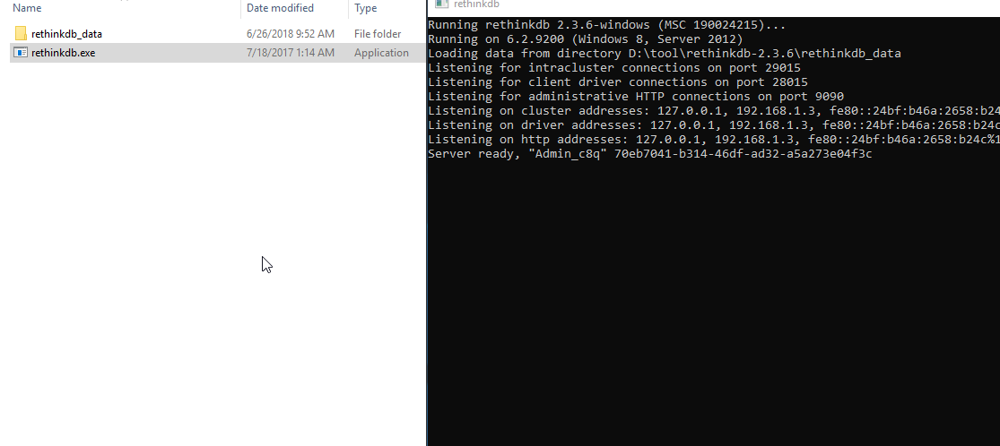 Name Date modified Type
rethinkdb_data 6/26/2018 9:52 AM File folder
rethinkdb.exe 7/18/2017 1:14 AM Application
rethinkdb
Running rethinkdb 2.3.6-windows (MSC 190024215)...
Running on 6.2.9200 (Windows 8, Server 2012)
Loading data from directory D:\tool\rethinkdb-2.3.6\rethinkdb_data
Listening for intracluster connections on port 29015
Listening for client driver connections on port 28015
Listening for administrative HTTP connections on port 9090
Listening on cluster addresses: 127.0.0.1, 192.168.1.3, fe80::24bf:b46a:2658:b24
Listening on driver addresses: 127.0.0.1, 192.168.1.3, fe80::24bf:b46a:2658:b24c
Listening on http addresses: 127.0.0.1, 192.168.1.3, fe80::24bf:b46a:2658:b24c%1
Server ready, "Admin_c8q" 70eb7041-b314-46df-ad32-a5a273e04f3c